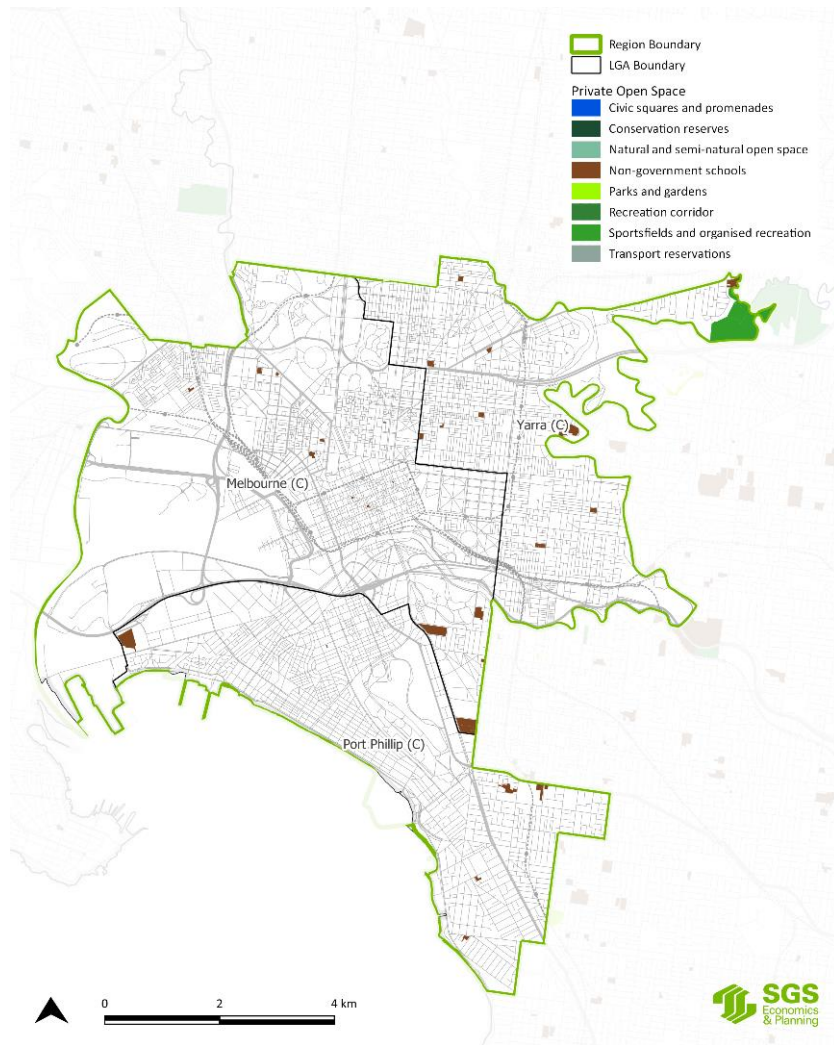 Region Boundary
LGA Boundary
Private Open Space
Civic squares and promenades
Conservation reserves
Natural and semi-natural open space
Non-government schools
Parks and gardens
Recreation corridor
Sportsfields and organised recreation
Transport reservations
Yarra (C)
Melbourne (C)
Port Phillip (C)
0 2 4 km
SGS
Economics
& Planning